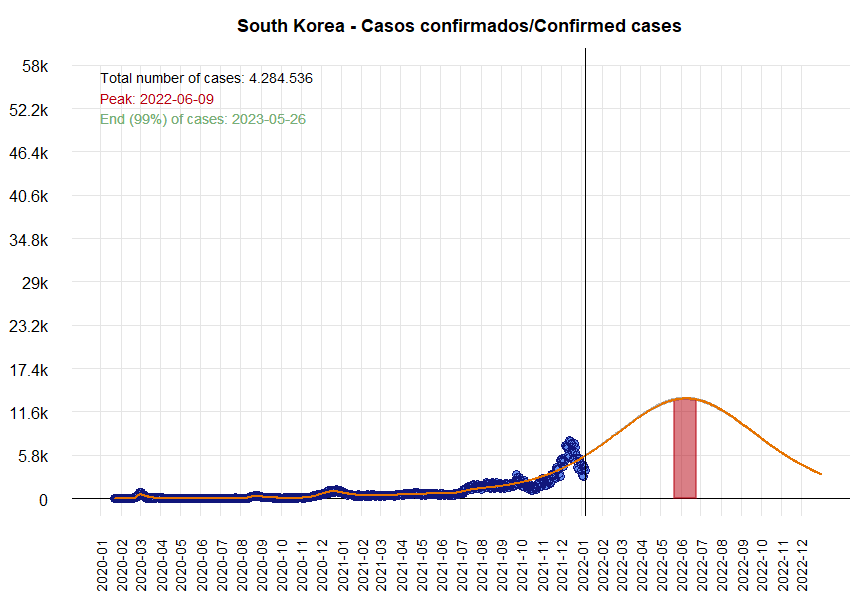 South Korea - Casos confirmados/Confirmed cases
Total number of cases: 4.284.536
Peak: 2022-06-09
End (99%) of cases: 2023-05-26
58k
52.2k
46.4k
40.6k
34.8k
29k
23.2k
17.4k
11.6k
5.8k
0
2020-01
2020-02
2020-03
2020-04
2020-05
2020-06
2020-07
2020-08
2020-09
2020-10
2020-11
2020-12
2021-01
2021-02
2021-03
2021-04
2021-05
2021-06
2021-07
2021-08
2021-09
2021-10
2021-11
2021-12
2022-01
2022-02
2022-03
2022-04
2022-05
2022-06
2022-07
2022-08
2022-09
2022-10
2022-11
2022-12